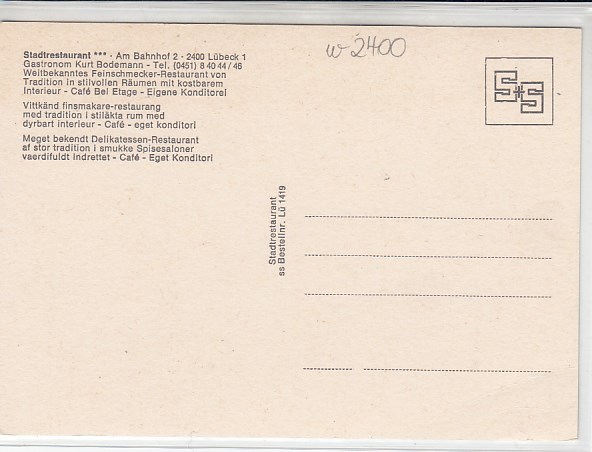 w 2400
Stadtrestaurant *** · Am Bahnhof 2 - 2400 Lübeck 1
Gastronom Kurt Bodemann - Tel. (0451) 8 40 44 / 46
Weitbekanntes Feinschmecker-Restaurant von
Tradition in stilvollen Räumen mit kostbarem
Interieur - Café Bel Etage - Eigene Konditorei
Vittkänd finsmakare-restaurang
med tradition i stiläkta rum med
dyrbart interieur - Café - eget konditori
Meget bekendt Delikatessen-Restaurant
af stor tradition i smukke Spisesaloner
vaerdifuldt Indrettet - Café - Eget Konditori
S+S
Stadtrestaurant
ss Bestellnr. Lü 1419